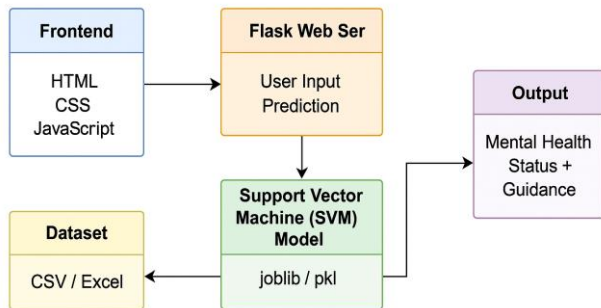 Frontend
HTML
CSS
JavaScript
Flask Web Ser
User Input
Prediction
Output
Mental Health
Status +
Guidance
Support Vector
Machine (SVM)
Model
joblib / pkl
Dataset
CSV / Excel